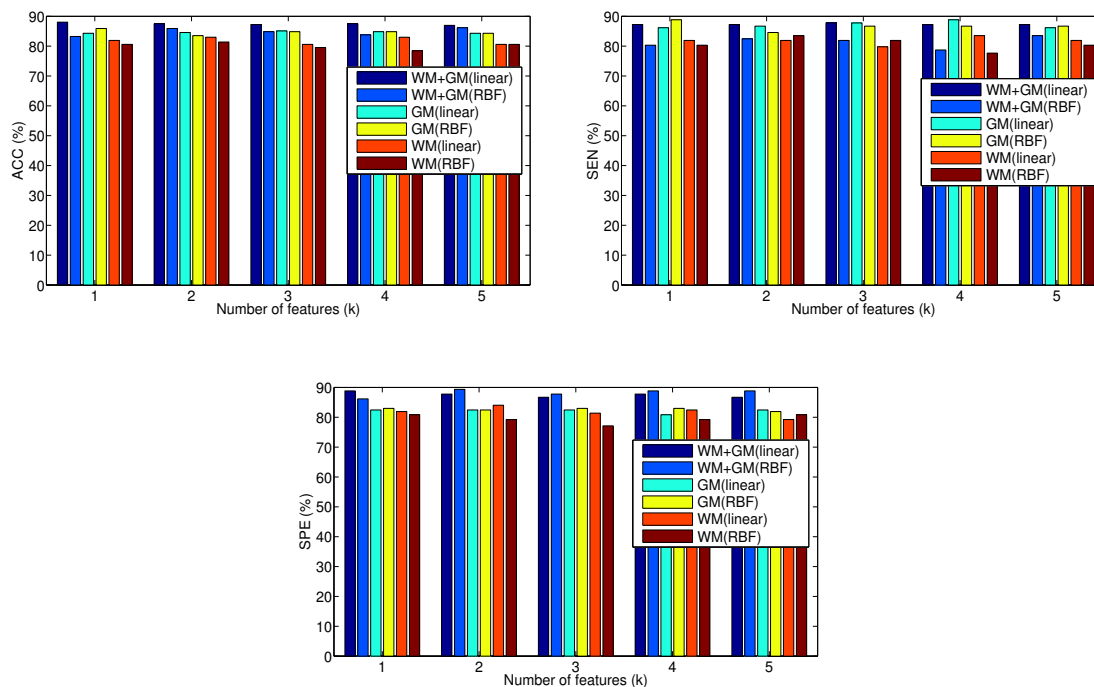 90
80
70
60
50
40
30
20
10
0
ACC (%)
1 2 3 4 5
Number of features (k)
WM+GM(linear)
WM+GM(RBF)
GM(linear)
GM(RBF)
WM(linear)
WM(RBF)
90
80
70
60
50
40
30
20
10
0
SEN (%)
1 2 3 4 5
Number of features (k)
WM+GM(linear)
WM+GM(RBF)
GM(linear)
GM(RBF)
WM(linear)
WM(RBF)
90
80
70
60
50
40
30
20
10
0
SPE (%)
1 2 3 4 5
Number of features (k)
WM+GM(linear)
WM+GM(RBF)
GM(linear)
GM(RBF)
WM(linear)
WM(RBF)